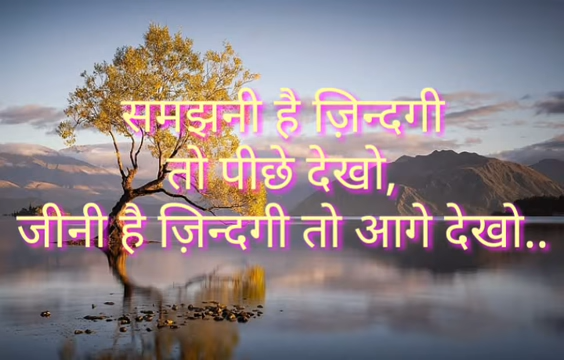 समझनी है ज़िन्दगी
तो पीछे देखो,
जीनी है ज़िन्दगी तो आगे देखो..